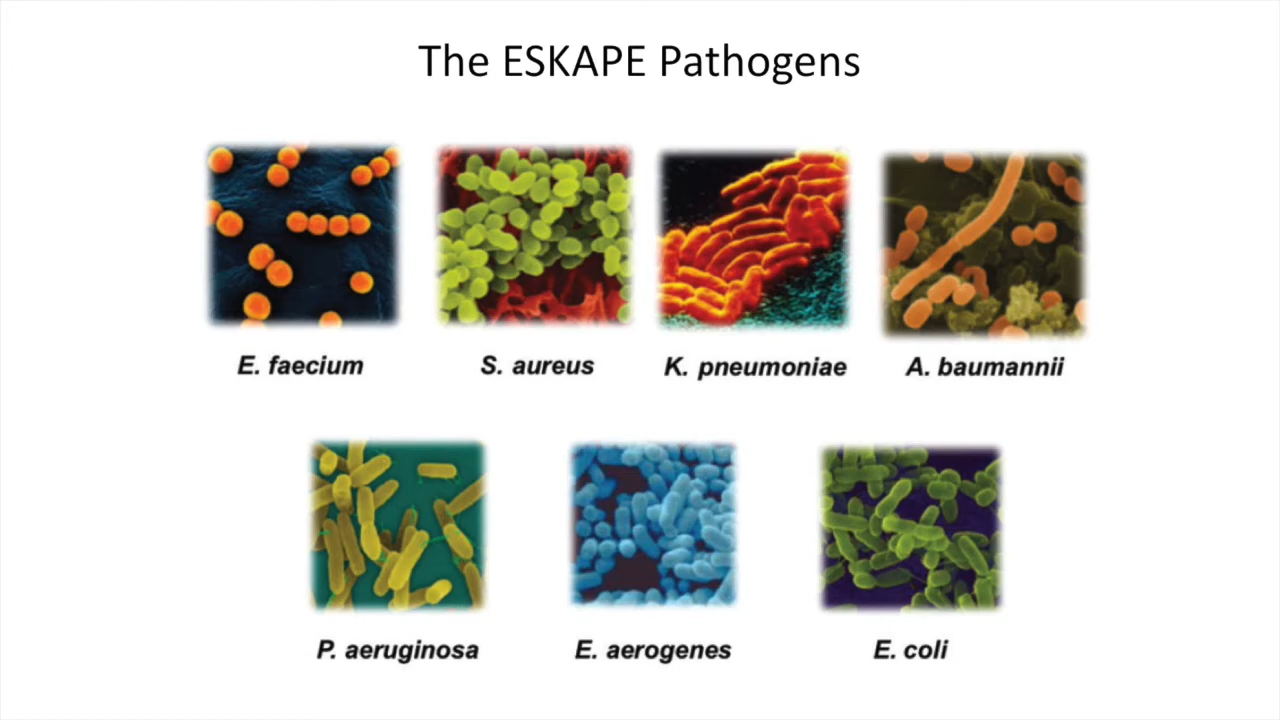 The ESKAPE Pathogens
E. faecium
S. aureus
K. pneumoniae
A. baumannii
P. aeruginosa
E. aerogenes
E. coli